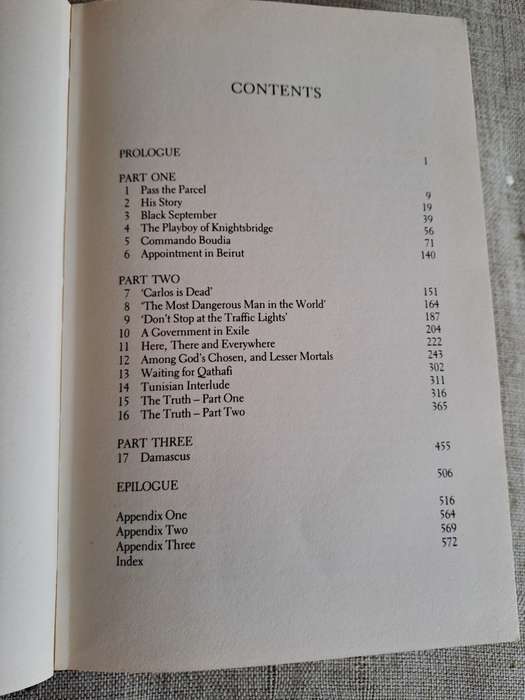 CONTENTS
PROLOGUE 1
PART ONE
1 Pass the Parcel 9
2 His Story 19
3 Black September 39
4 The Playboy of Knightsbridge 56
5 Commando Boudia 71
6 Appointment in Beirut 140
PART TWO
7 ‘Carlos is Dead’ 151
8 ‘The Most Dangerous Man in the World’ 164
9 ‘Don’t Stop at the Traffic Lights’ 187
10 A Government in Exile 204
11 Here, There and Everywhere 222
12 Among God’s Chosen, and Lesser Mortals 243
13 Waiting for Qathafi 302
14 Tunisian Interlude 311
15 The Truth – Part One 316
16 The Truth – Part Two 365
PART THREE
17 Damascus 455
EPILOGUE 506
Appendix One 516
Appendix Two 564
Appendix Three 569
Index 572